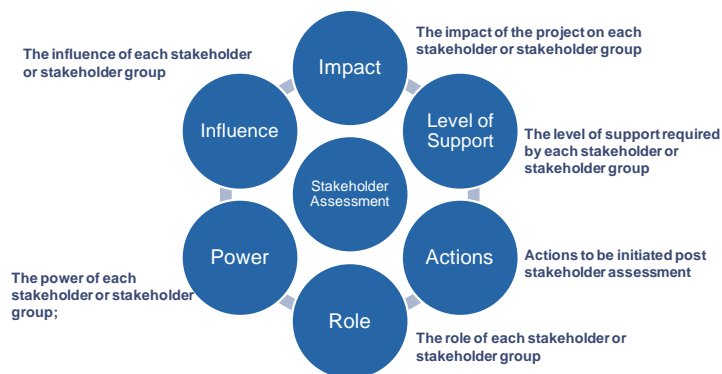 The impact of the project on each
stakeholder or stakeholder group
Impact
The influence of each stakeholder
or stakeholder group
Influence
Level of
Support
The level of support required
by each stakeholder or
stakeholder group
Stakeholder
Assessment
Power
Actions
Actions to be initiated post
stakeholder assessment
The power of each
stakeholder or stakeholder
group;
Role
The role of each stakeholder or
stakeholder group